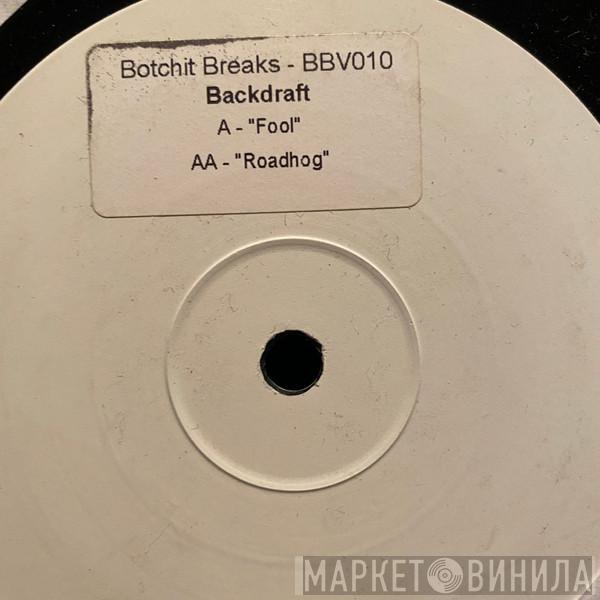 Botchit Breaks - BBV010
Backdraft
A - "Fool"
AA - "Roadhog"
МАРКЕТ ВИНИЛА